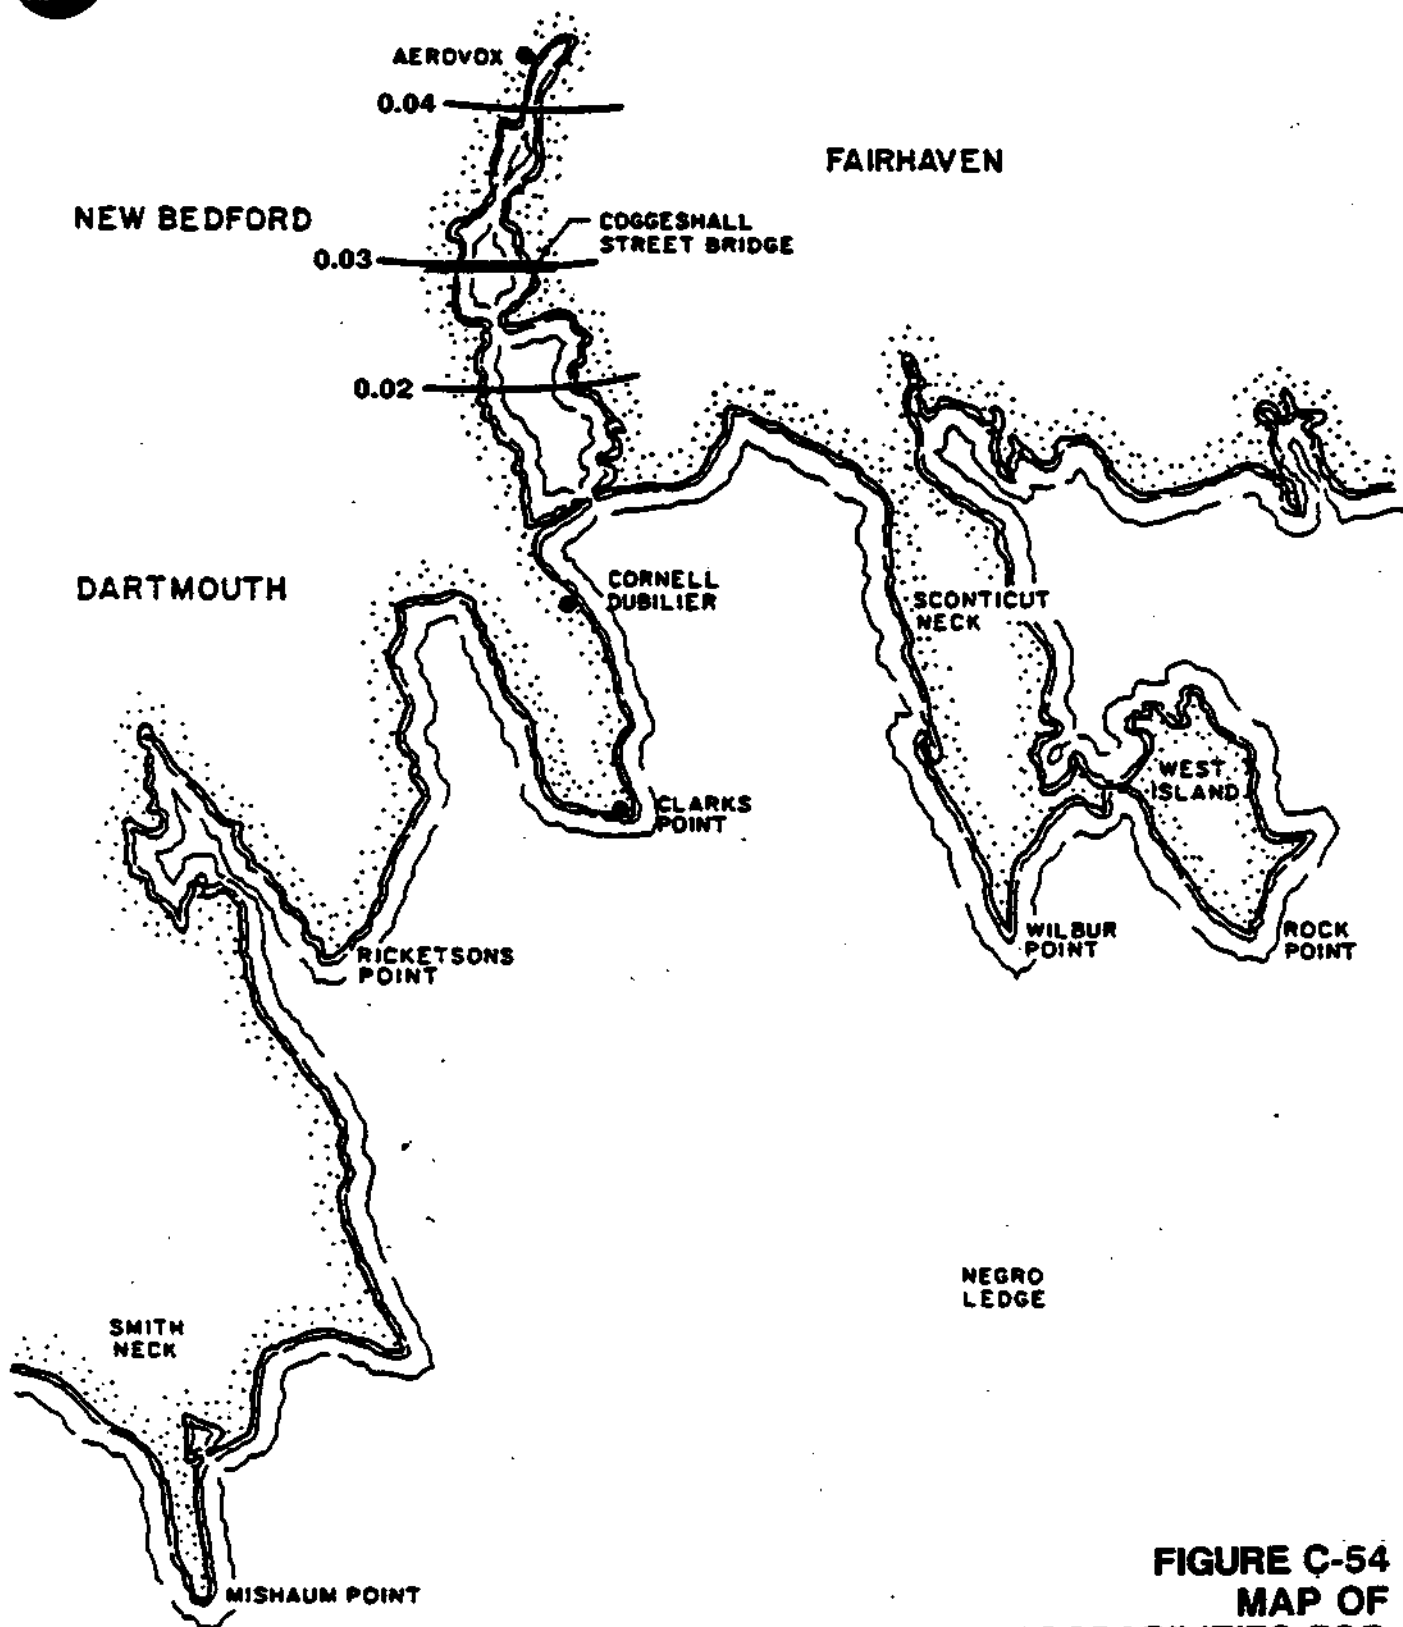 AEROVOX
0.04
FAIRHAVEN
NEW BEDFORD
COGGESHALL
STREET BRIDGE
0.03
0.02
DARTMOUTH
CORNELL
DUBILIER
SCONTICUT
NECK
WEST
ISLAND
CLARKS
POINT
WILBUR
POINT
ROCK
POINT
RICKETSONS
POINT
NEGRO
LEDGE
SMITH
NECK
MISHAUM POINT
FIGURE C-54
MAP OF